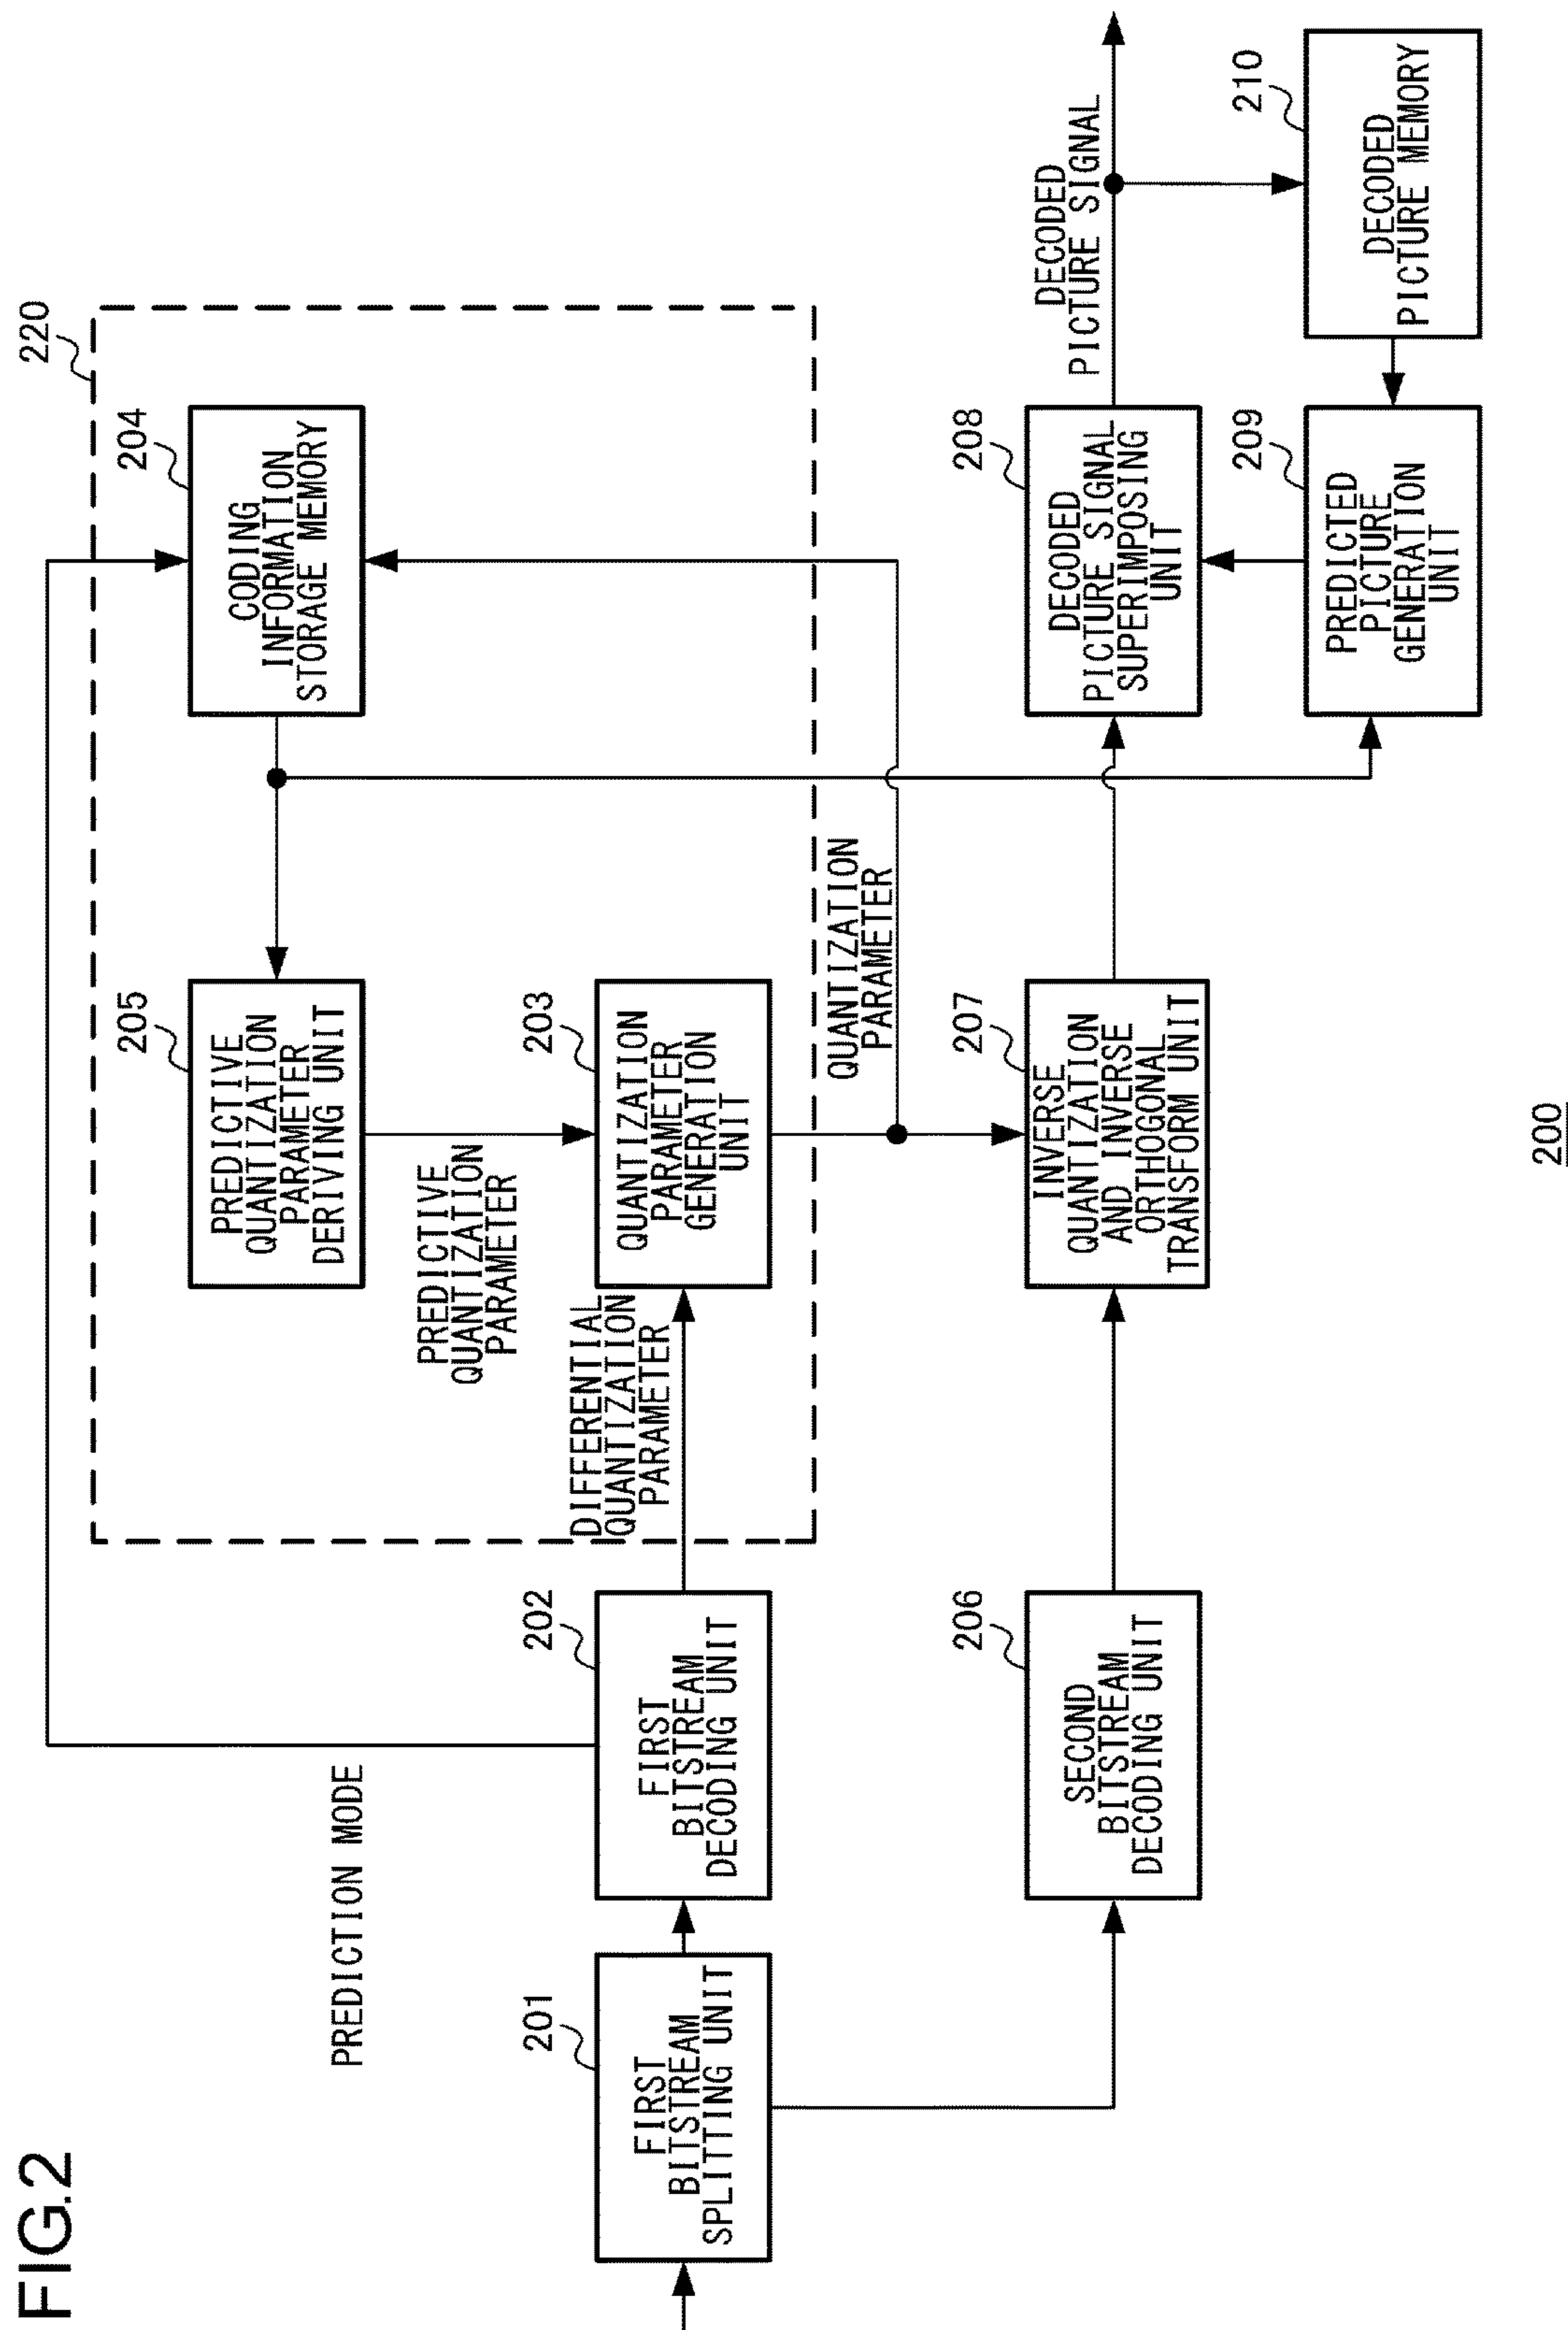 FIG.2
220
PREDICTION MODE
205
PREDICTIVE
QUANTIZATION
PARAMETER
DERIVING UNIT
204
CODING
INFORMATION
STORAGE MEMORY
PREDICTIVE
QUANTIZATION
PARAMETER
201
FIRST
BITSTREAM
SPLITTING UNIT
202
FIRST
BITSTREAM
DECODING UNIT
DIFFERENTIAL
QUANTIZATION
PARAMETER
203
QUANTIZATION
PARAMETER
GENERATION
UNIT
QUANTIZATION
PARAMETER
206
SECOND
BITSTREAM
DECODING UNIT
207
INVERSE
QUANTIZATION
AND INVERSE
ORTHOGONAL
TRANSFORM UNIT
208
DECODED
PICTURE SIGNAL
SUPERIMPOSING
UNIT
DECODED
PICTURE SIGNAL
209
PREDICTED
PICTURE
GENERATION
UNIT
210
DECODED
PICTURE MEMORY
200